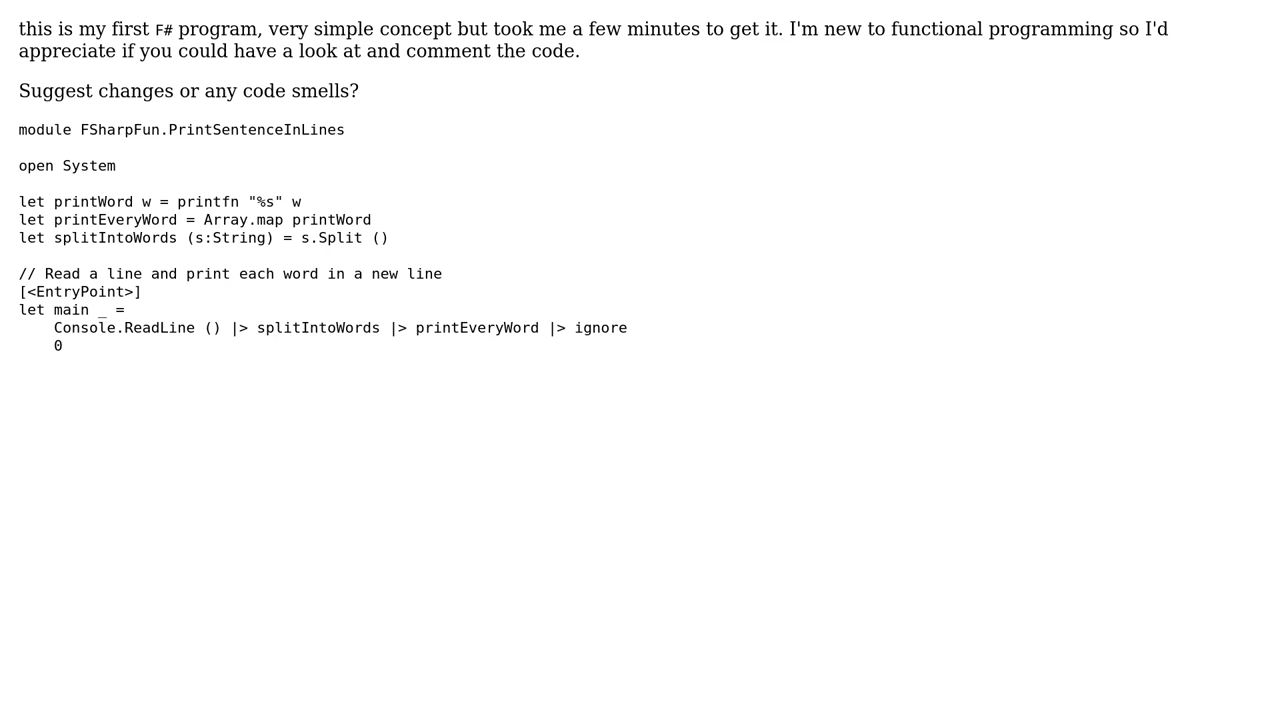 this is my first F# program, very simple concept but took me a few minutes to get it. I'm new to functional programming so I'd
appreciate if you could have a look at and comment the code.
Suggest changes or any code smells?
module FSharpFun.PrintSentenceInLines
open System
let printWord w = printfn "%s" w
let printEveryWord = Array.map printWord
let splitIntoWords (s:String) = s.Split ()
// Read a line and print each word in a new line
[<EntryPoint>]
let main _ =
    Console.ReadLine () |> splitIntoWords |> printEveryWord |> ignore
    0